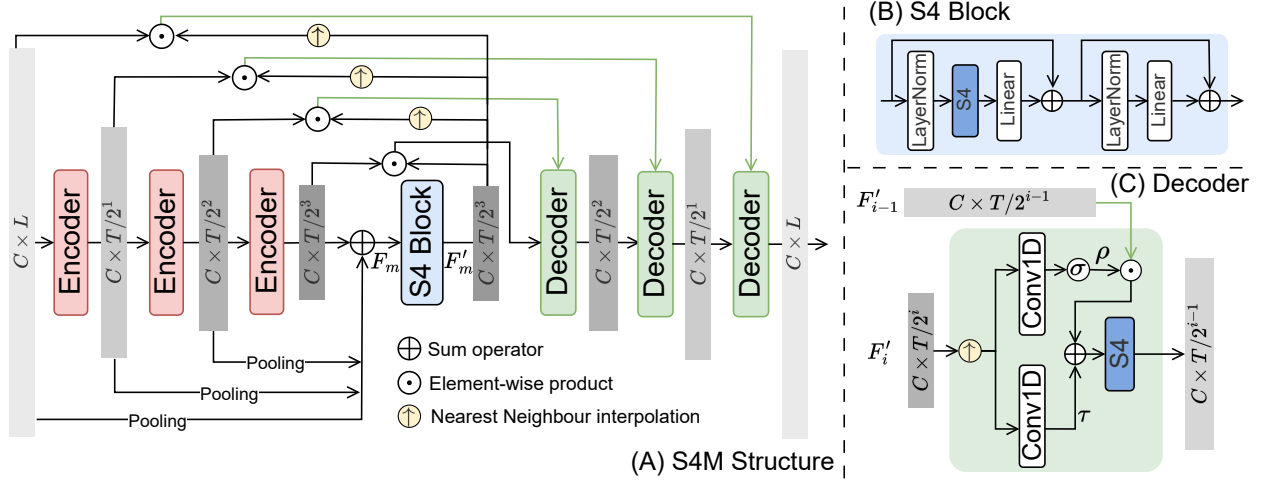 C × L
Encoder
C × T/2^1
Encoder
C × T/2^2
Encoder
C × T/2^3
F_m
S4 Block
F'_m
C × T/2^3
Decoder
C × T/2^2
Decoder
C × T/2^1
Decoder
C × L
Pooling
Pooling
Pooling
Sum operator
Element-wise product
Nearest Neighbour interpolation
(A) S4M Structure
(B) S4 Block
LayerNorm
S4
Linear
LayerNorm
Linear
(C) Decoder
F'_{i-1}
C × T/2^{i-1}
Conv1D
σ
ρ
F'_i
C × T/2^i
S4
C × T/2^{i-1}
Conv1D
τ